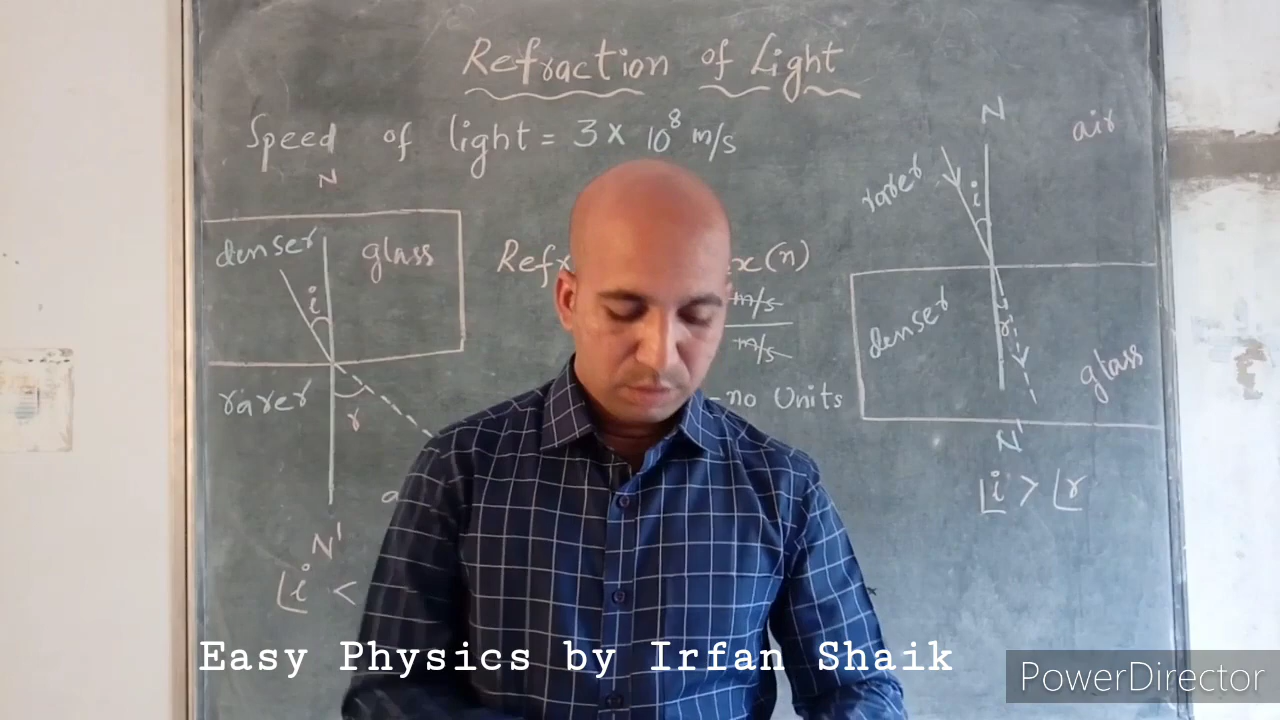 Refraction of Light
Speed of light = 3 × 10⁸ m/s
N
denser glass
i
rarer
r
N'
∠i <
(n)
m/s
m/s
-no Units
N
air
rarer
i
denser
r
glass
N'
∠i > ∠r
Easy Physics by Irfan Shaik
PowerDirector